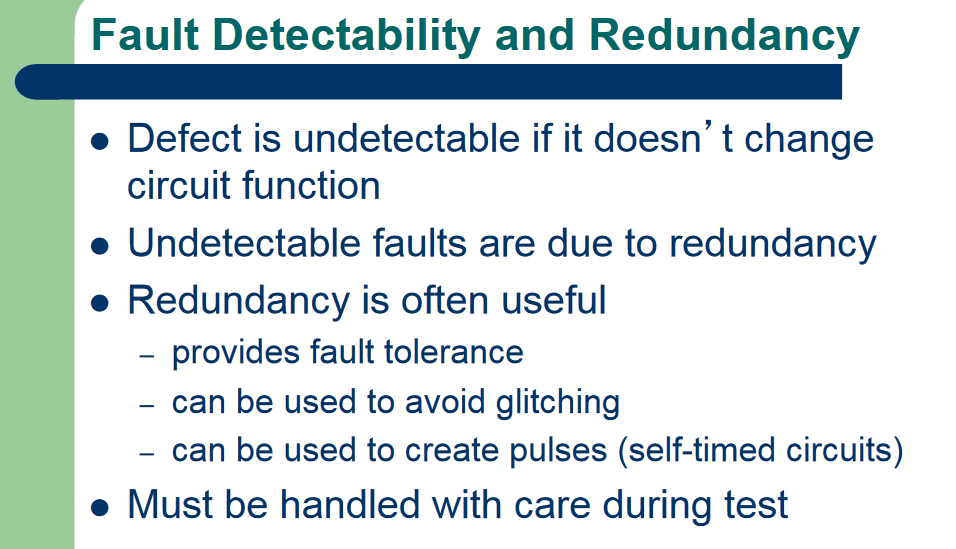 Fault Detectability and Redundancy
● Defect is undetectable if it doesn’t change
circuit function
● Undetectable faults are due to redundancy
● Redundancy is often useful
– provides fault tolerance
– can be used to avoid glitching
– can be used to create pulses (self-timed circuits)
● Must be handled with care during test